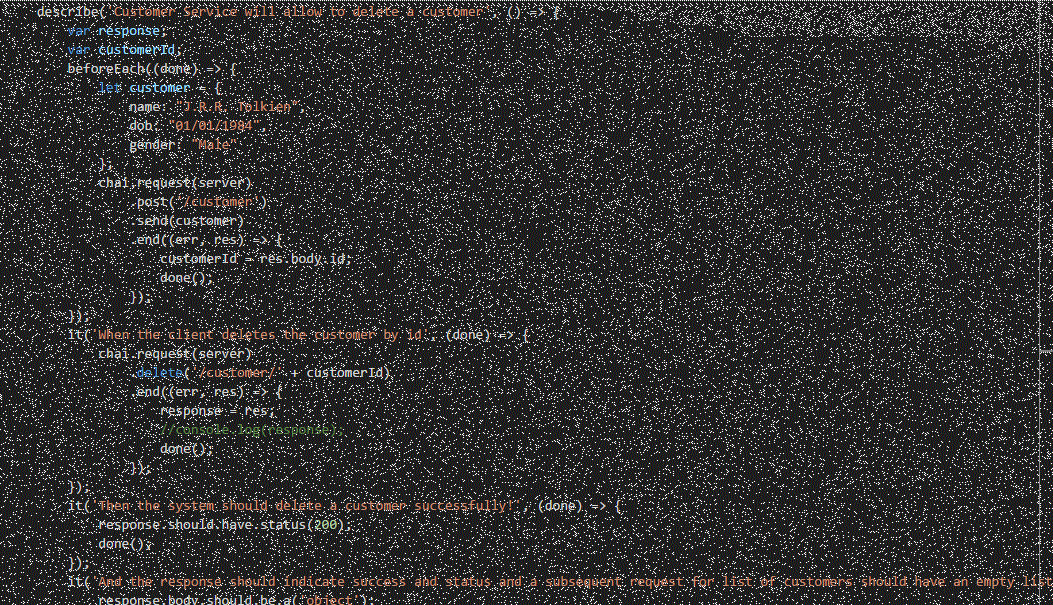 describe('Customer Service will allow to delete a customer', () => {
var response;
var customerId;
beforeEach((done) => {
let customer = {
name: "J.R.R. Tolkien",
dob: "01/01/1984",
gender: "Male"
};
chai.request(server)
.post('/customer')
.send(customer)
.end((err, res) => {
customerId = res.body.id;
done();
});
});
it('When the client deletes the customer by id', (done) => {
chai.request(server)
.delete('/customer/' + customerId)
.end((err, res) => {
response = res;
//console.log(response);
done();
});
});
it('Then the system should delete a customer successfully!', (done) => {
response.should.have.status(200);
done();
});
it('And the response should indicate success and status and a subsequent request for list of customers should have an empty list
response.body.should.be.a('object');